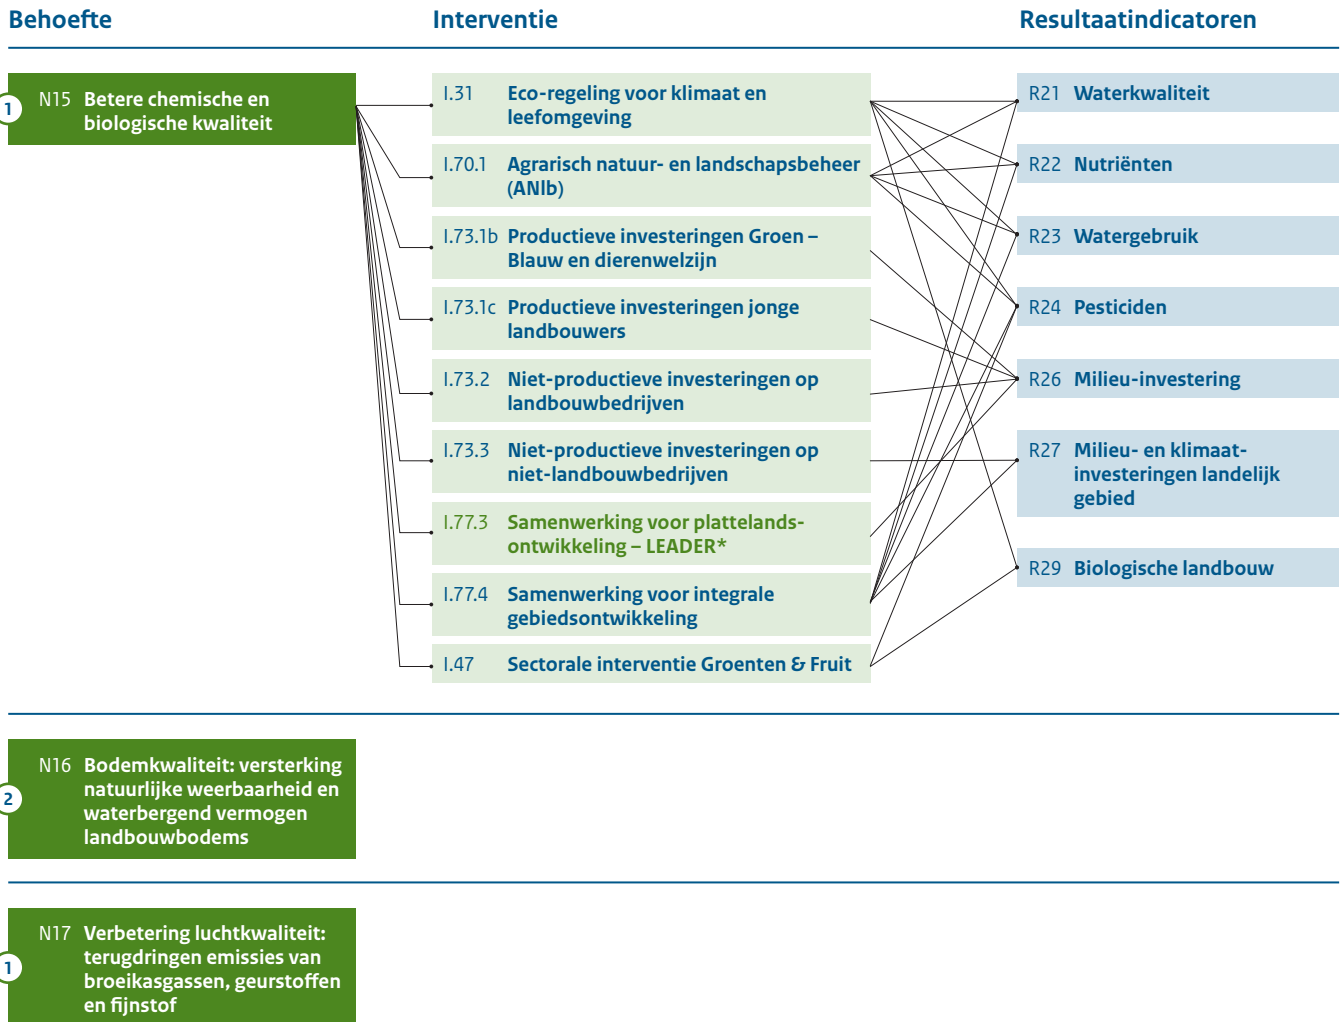 Behoefte
Interventie
Resultaatindicatoren
1
N15 Betere chemische en
biologische kwaliteit
I.31 Eco-regeling voor klimaat en
leefomgeving
I.70.1 Agrarisch natuur- en landschapsbeheer
(ANlb)
I.73.1b Productieve investeringen Groen –
Blauw en dierenwelzijn
I.73.1c Productieve investeringen jonge
landbouwers
I.73.2 Niet-productieve investeringen op
landbouwbedrijven
I.73.3 Niet-productieve investeringen op
niet-landbouwbedrijven
I.77.3 Samenwerking voor plattelands-
ontwikkeling – LEADER*
I.77.4 Samenwerking voor integrale
gebiedsontwikkeling
I.47 Sectorale interventie Groenten & Fruit
R21 Waterkwaliteit
R22 Nutriënten
R23 Watergebruik
R24 Pesticiden
R26 Milieu-investering
R27 Milieu- en klimaat-
investeringen landelijk
gebied
R29 Biologische landbouw
2
N16 Bodemkwaliteit: versterking
natuurlijke weerbaarheid en
waterbergend vermogen
landbouwbodems
1
N17 Verbetering luchtkwaliteit:
terugdringen emissies van
broeikasgassen, geurstoffen
en fijnstof